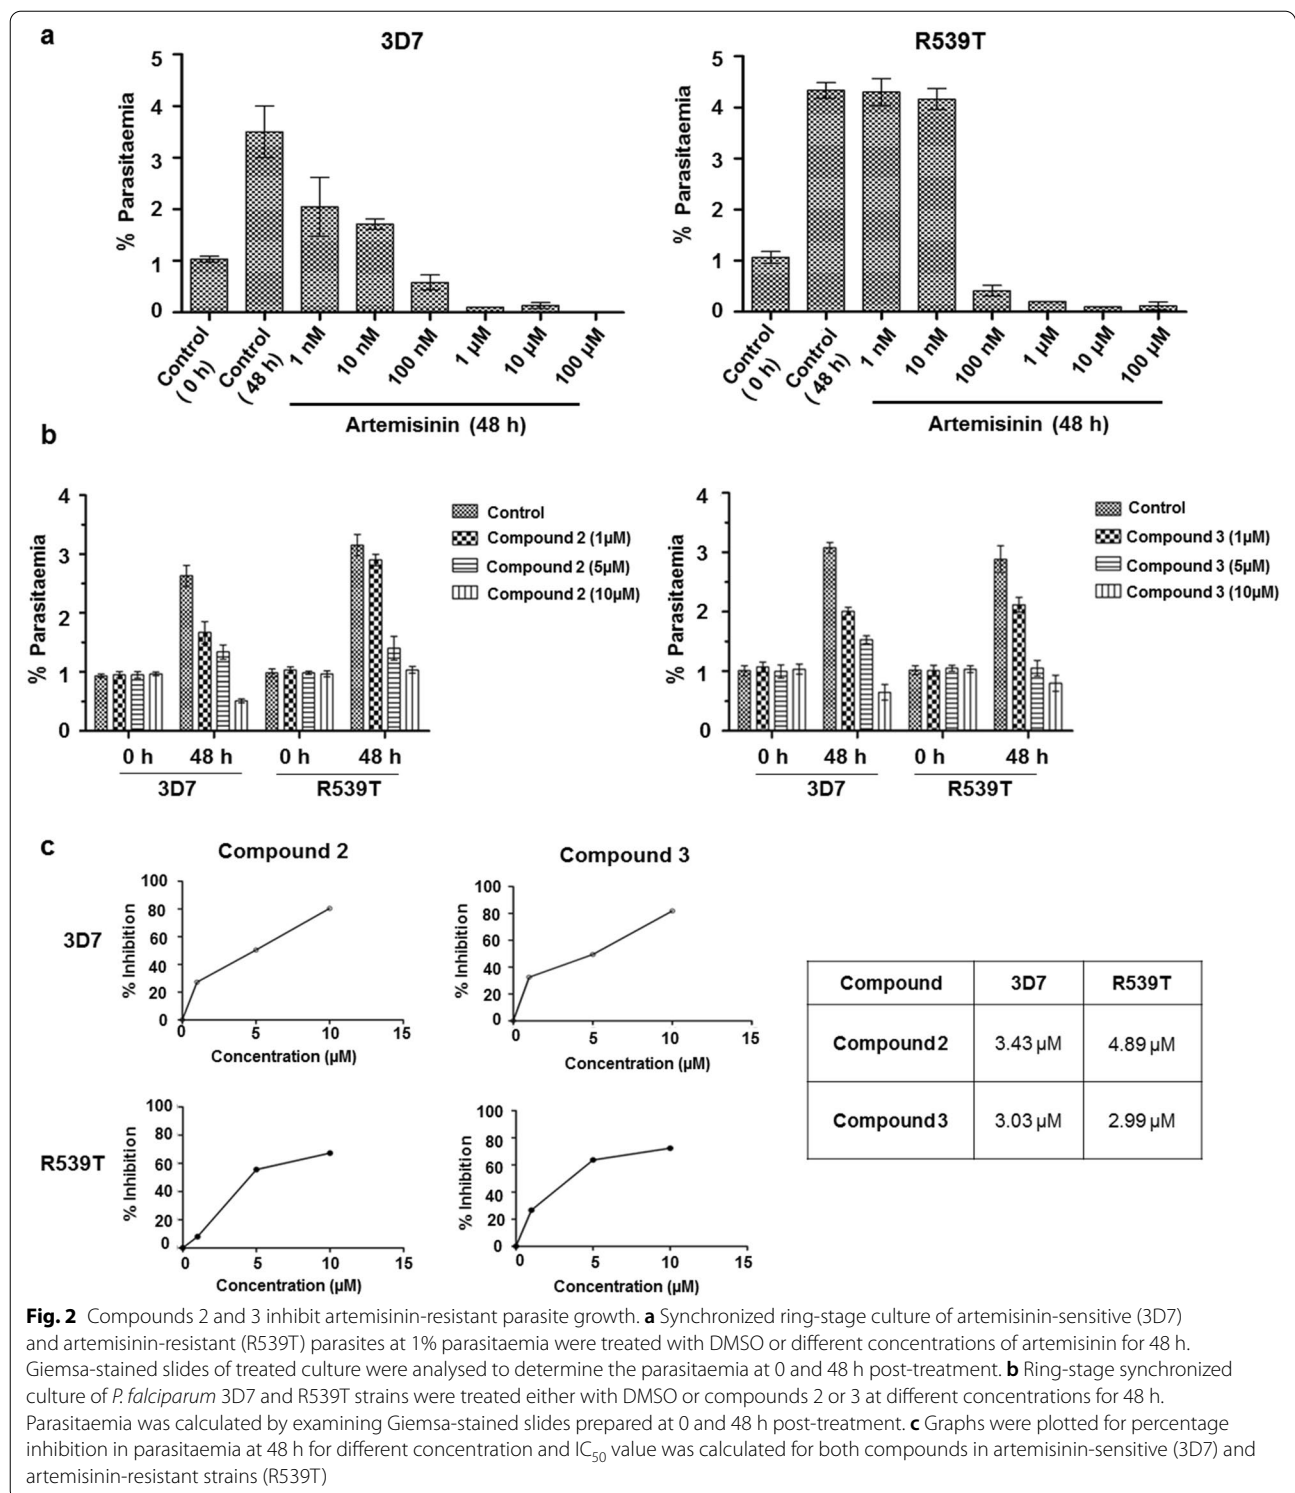 a
3D7
% Parasitaemia
5
4
3
2
1
0
Control
( 0 h)
Control
( 48 h)
1 nM
10 nM
100 nM
1 µM
10 µM
100 µM
Artemisinin (48 h)
R539T
% Parasitaemia
5
4
3
2
1
0
Control
( 0 h)
Control
( 48 h)
1 nM
10 nM
100 nM
1 µM
10 µM
100 µM
Artemisinin (48 h)
b
% Parasitaemia
4
3
2
1
0
0 h
48 h
0 h
48 h
3D7
R539T
Control
Compound 2 (1µM)
Compound 2 (5µM)
Compound 2 (10µM)
% Parasitaemia
4
3
2
1
0
0 h
48 h
0 h
48 h
3D7
R539T
Control
Compound 3 (1µM)
Compound 3 (5µM)
Compound 3 (10µM)
c
Compound 2
Compound 3
3D7
% Inhibition
100
80
60
40
20
0
0 5 10 15
Concentration (µM)
% Inhibition
100
80
60
40
20
0
0 5 10 15
Concentration (µM)
R539T
% Inhibition
100
80
60
40
20
0
0 5 10 15
Concentration (µM)
% Inhibition
100
80
60
40
20
0
0 5 10 15
Concentration (µM)
Compound 3D7 R539T
Compound 2 3.43 µM 4.89 µM
Compound 3 3.03 µM 2.99 µM
Fig. 2 Compounds 2 and 3 inhibit artemisinin-resistant parasite growth. a Synchronized ring-stage culture of artemisinin-sensitive (3D7)
and artemisinin-resistant (R539T) parasites at 1% parasitaemia were treated with DMSO or different concentrations of artemisinin for 48 h.
Giemsa-stained slides of treated culture were analysed to determine the parasitaemia at 0 and 48 h post-treatment. b Ring-stage synchronized
culture of P. falciparum 3D7 and R539T strains were treated either with DMSO or compounds 2 or 3 at different concentrations for 48 h.
Parasitaemia was calculated by examining Giemsa-stained slides prepared at 0 and 48 h post-treatment. c Graphs were plotted for percentage
inhibition in parasitaemia at 48 h for different concentration and IC50 value was calculated for both compounds in artemisinin-sensitive (3D7) and
artemisinin-resistant strains (R539T)